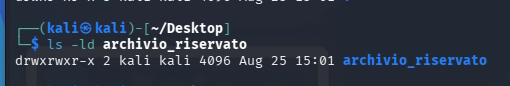 ┌──(kali㉿kali)-[~/Desktop]
└─$ ls -ld archivio_riservato
drwxrwxr-x 2 kali kali 4096 Aug 25 15:01 archivio_riservato